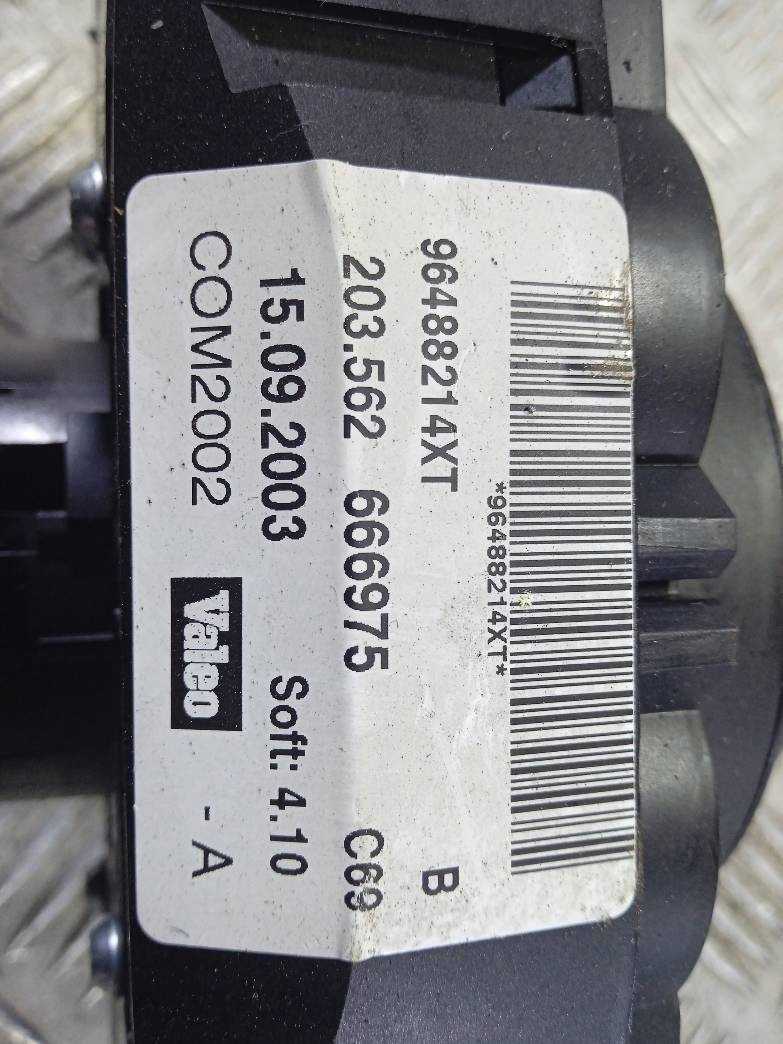 *96488214XT*
96488214XT B
203.562 666975 C69
15.09.2003 Soft: 4.10
COM2002 Valeo - A